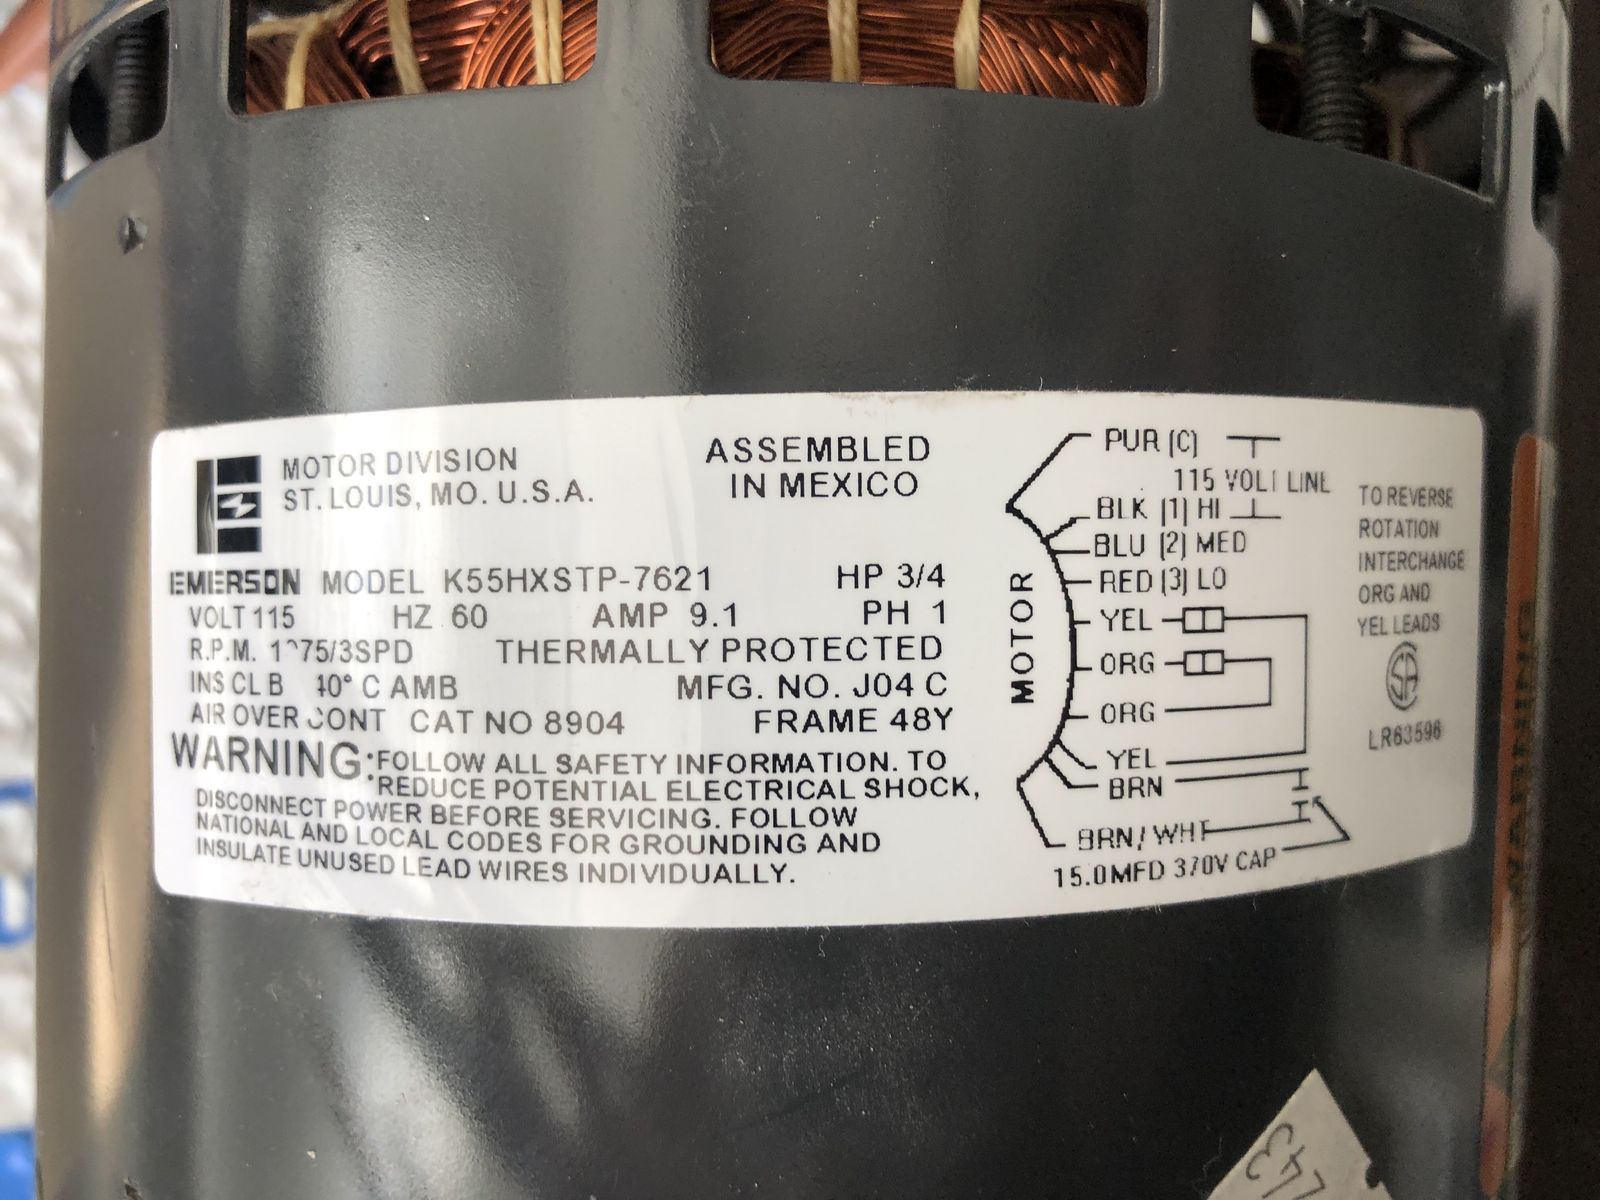 MOTOR DIVISION
ST. LOUIS, MO. U.S.A.
ASSEMBLED
IN MEXICO
EMERSON MODEL K55HXSTP-7621 HP 3/4
VOLT 115 HZ 60 AMP 9.1 PH 1
R.P.M. THERMALLY PROTECTED
INS CL B 40° C AMB MFG. NO. J04 C
AIR OVER CONT CAT NO 8904 FRAME 48Y
WARNING: FOLLOW ALL SAFETY INFORMATION. TO
REDUCE POTENTIAL ELECTRICAL SHOCK,
DISCONNECT POWER BEFORE SERVICING. FOLLOW
NATIONAL AND LOCAL CODES FOR GROUNDING AND
INSULATE UNUSED LEAD WIRES INDIVIDUALLY.
MOTOR
PUR (C)
115 VOLT LINE
BLK (1) HI
BLU (2) MED
RED (3) LO
YEL
ORG
ORG
YEL
BRN
BRN/WHT
15.0MFD 370V CAP
TO REVERSE
ROTATION
INTERCHANGE
ORG AND
YEL LEADS
SA
LR63596
WARNING